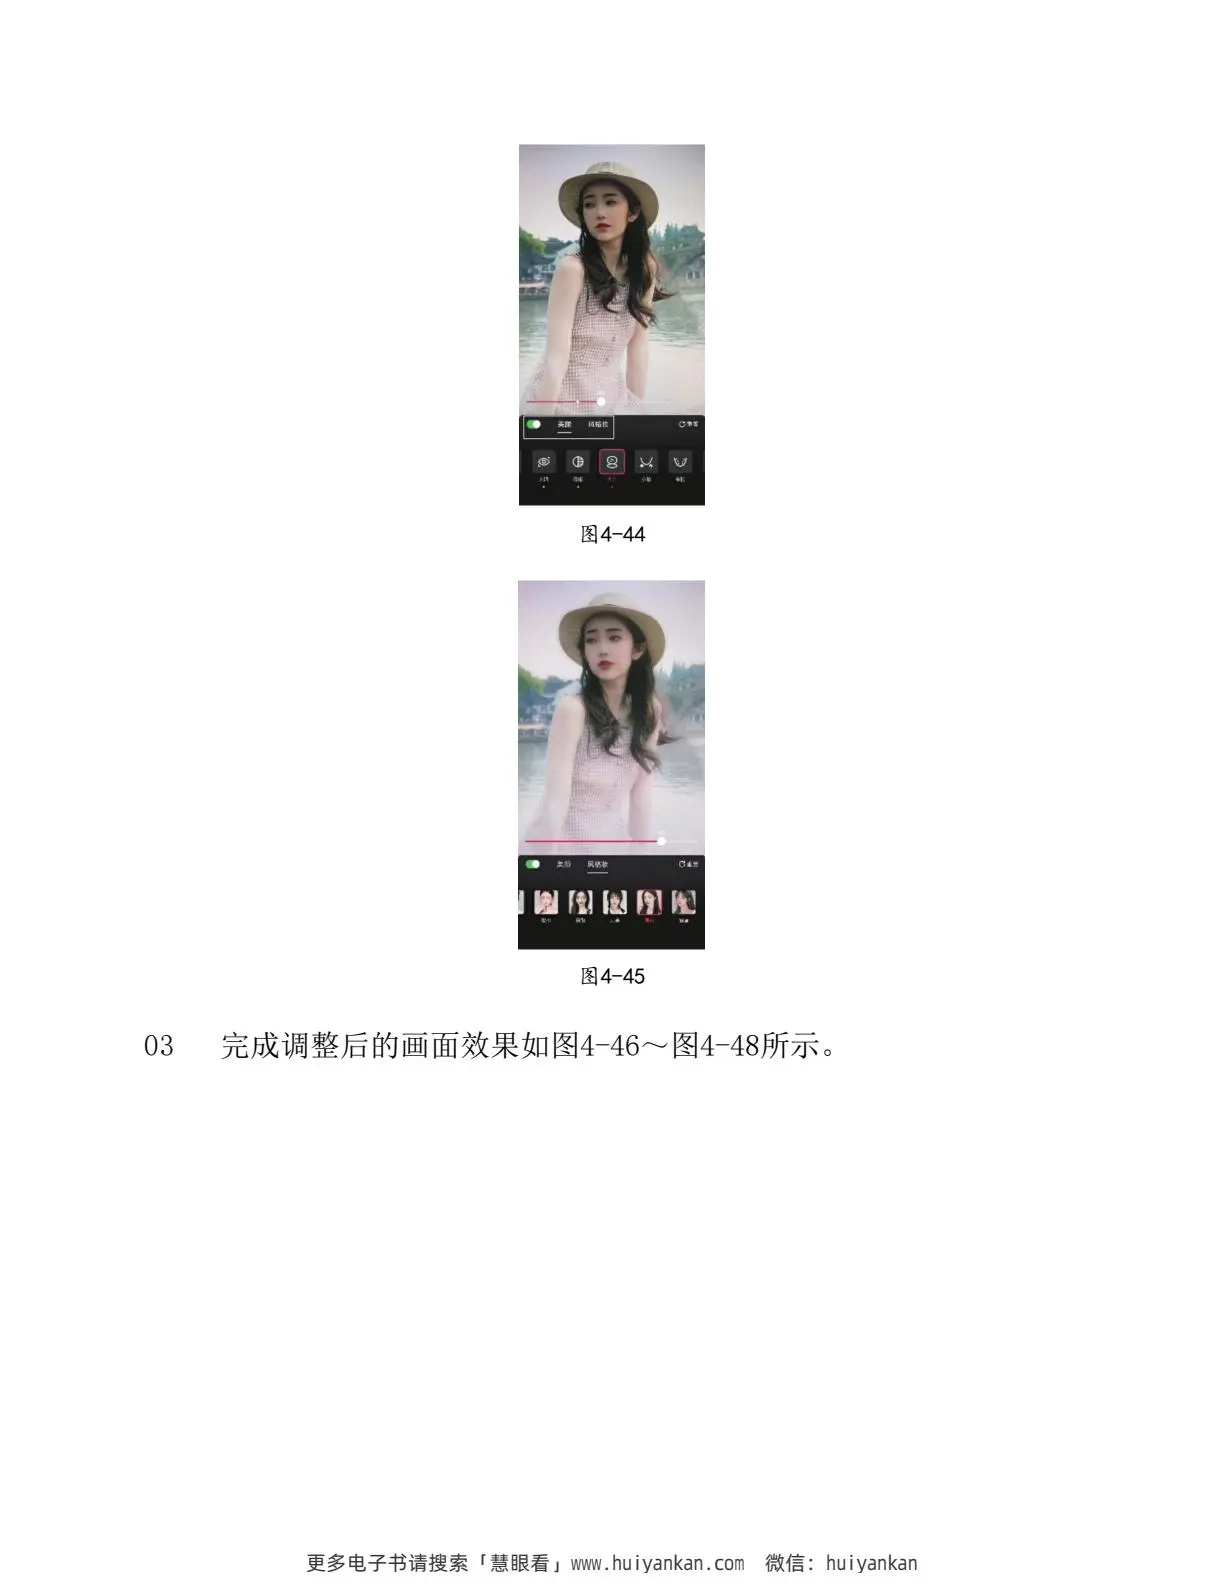 美颜 风格妆 重置
图4-44
美颜 风格妆 重置
图4-45
03 完成调整后的画面效果如图4-46～图4-48所示。
更多电子书请搜索「慧眼看」www.huiyankan.com 微信：huiyankan